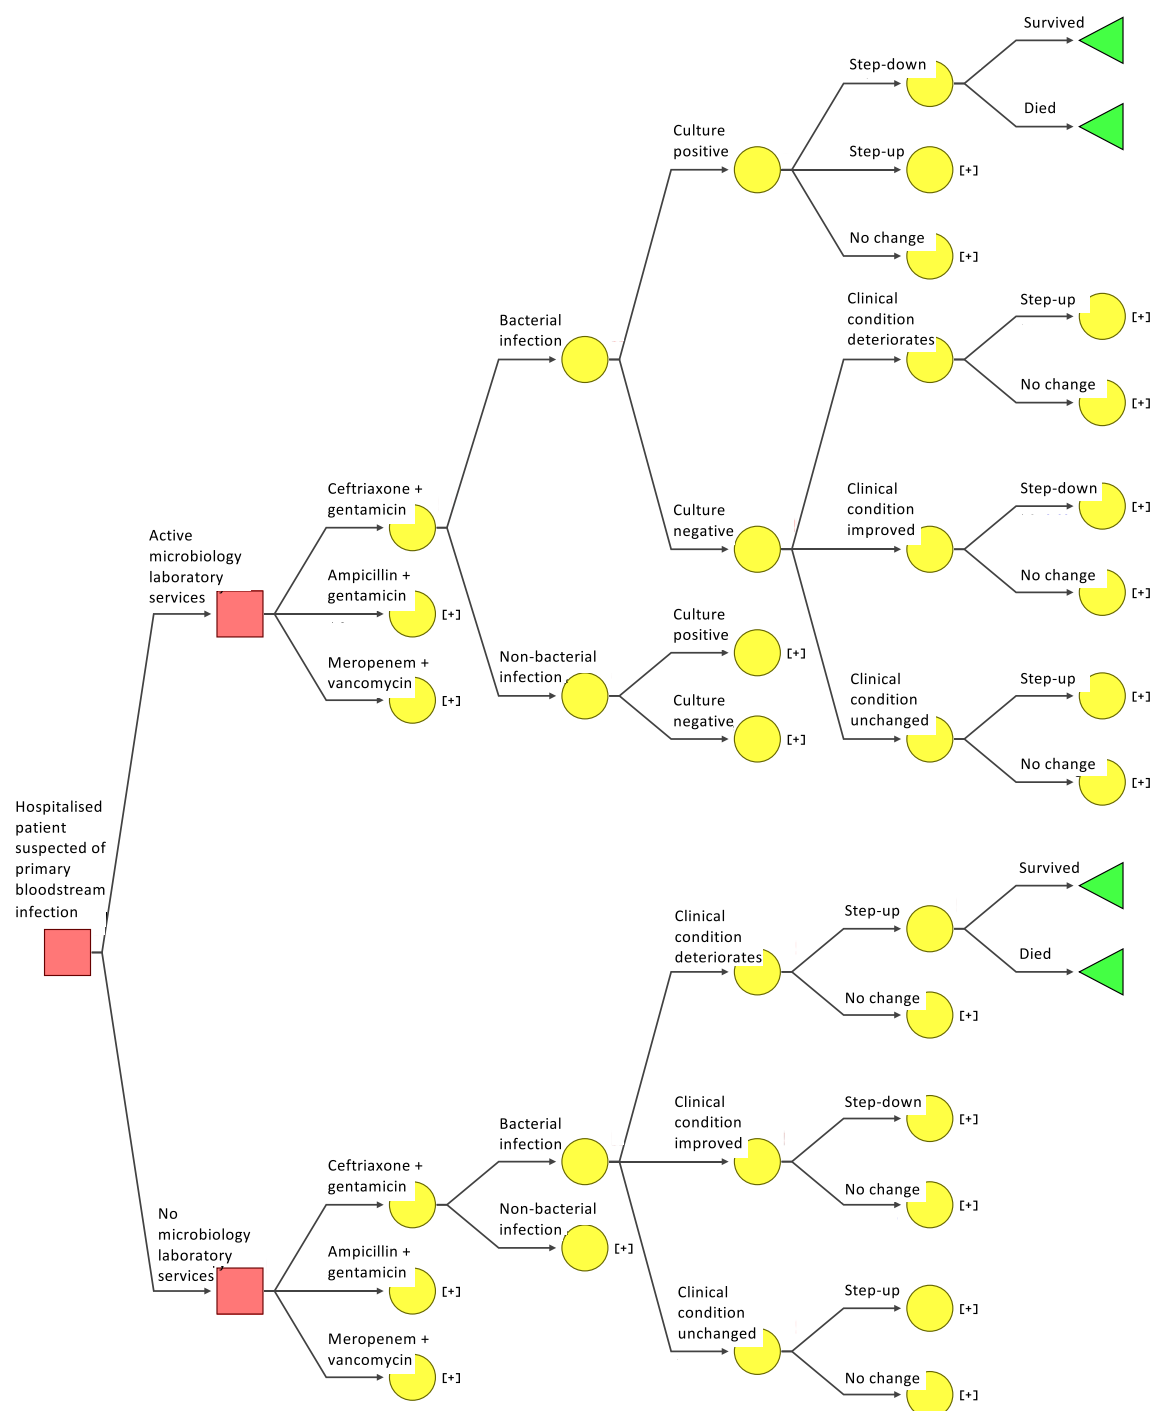 Survived
Step-down
Died
Culture
positive
Step-up
[+]
No change
[+]
Clinical
condition
deteriorates
Step-up
[+]
No change
[+]
Bacterial
infection
Ceftriaxone +
gentamicin
Culture
negative
Clinical
condition
improved
Step-down
[+]
No change
[+]
Active
microbiology
laboratory
services
Ampicillin +
gentamicin
[+]
Meropenem +
vancomycin
[+]
Non-bacterial
infection
Culture
positive
[+]
Culture
negative
[+]
Clinical
condition
unchanged
Step-up
[+]
No change
[+]
Hospitalised
patient
suspected of
primary
bloodstream
infection
Clinical
condition
deteriorates
Step-up
Survived
Died
No change
[+]
Clinical
condition
improved
Step-down
[+]
No change
[+]
Bacterial
infection
Ceftriaxone +
gentamicin
Non-bacterial
infection
[+]
No
microbiology
laboratory
services
Ampicillin +
gentamicin
[+]
Meropenem +
vancomycin
[+]
Clinical
condition
unchanged
Step-up
[+]
No change
[+]